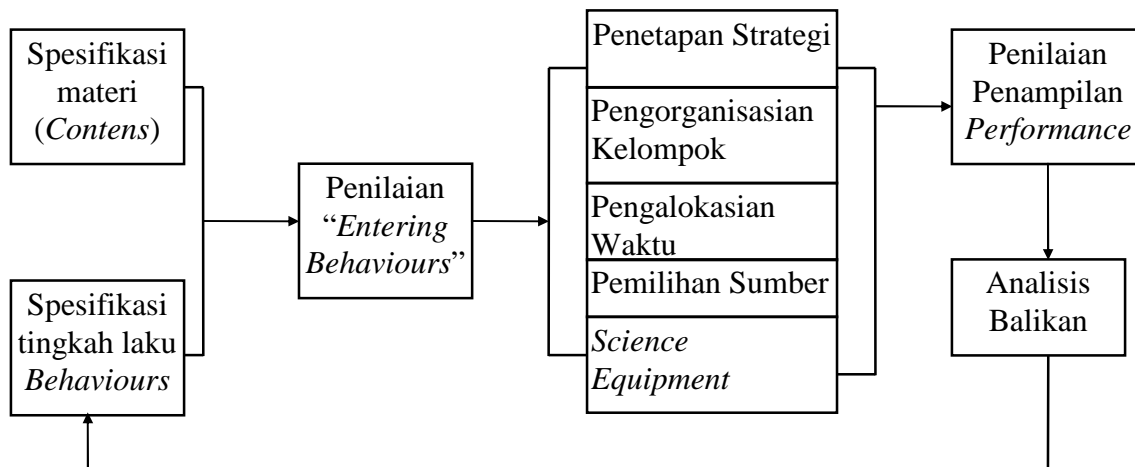 Spesifikasi
materi
(Contens)
Spesifikasi
tingkah laku
Behaviours
Penilaian
“Entering
Behaviours”
Penetapan Strategi
Pengorganisasian
Kelompok
Pengalokasian
Waktu
Pemilihan Sumber
Science
Equipment
Penilaian
Penampilan
Performance
Analisis
Balikan